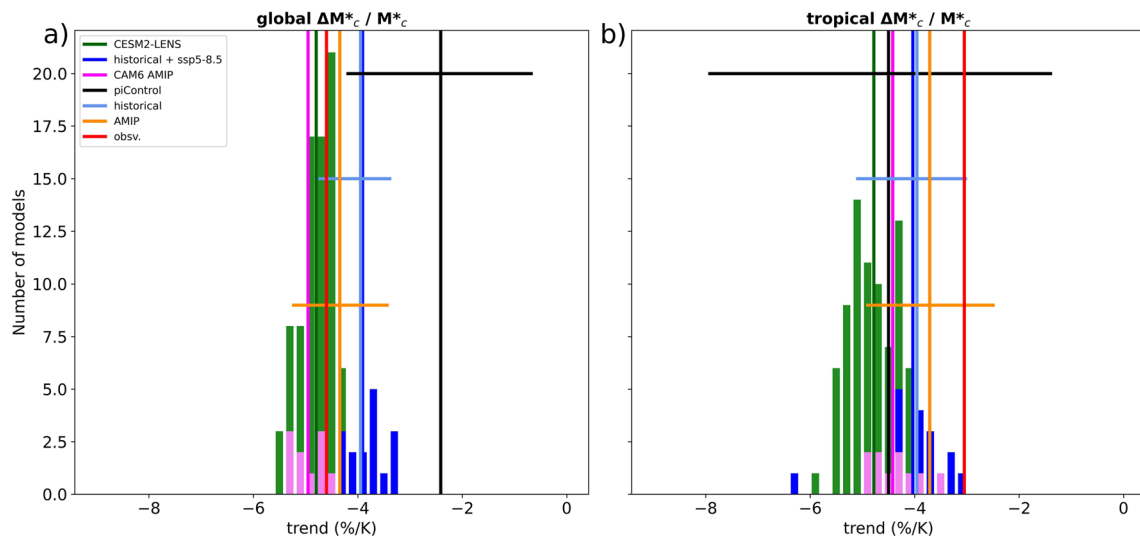 global ΔM*c / M*c
a)
CESM2-LENS
historical + ssp5-8.5
CAM6 AMIP
piControl
historical
AMIP
obsv.
20.0
17.5
15.0
12.5
10.0
7.5
5.0
2.5
0.0
Number of models
−8
−6
−4
−2
0
trend (%/K)
tropical ΔM*c / M*c
b)
−8
−6
−4
−2
0
trend (%/K)